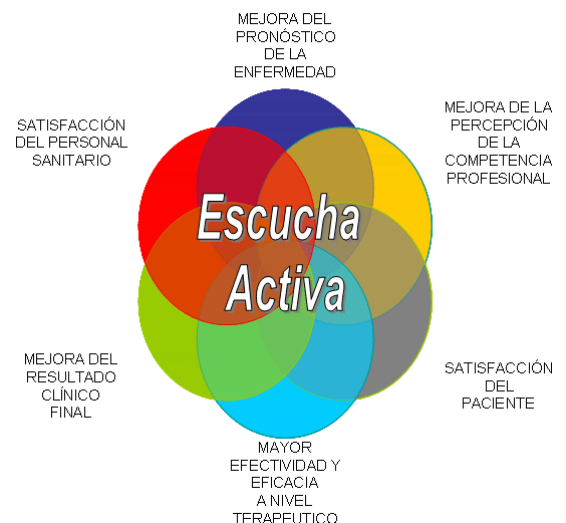 MEJORA DEL
PRONÓSTICO
DE LA
ENFERMEDAD
MEJORA DE LA
PERCEPCIÓN
DE LA
COMPETENCIA
PROFESIONAL
SATISFACCIÓN
DEL PERSONAL
SANITARIO
Escucha
Activa
MEJORA DEL
RESULTADO
CLÍNICO
FINAL
SATISFACCIÓN
DEL
PACIENTE
MAYOR
EFECTIVIDAD Y
EFICACIA
A NIVEL
TERAPEUTICO